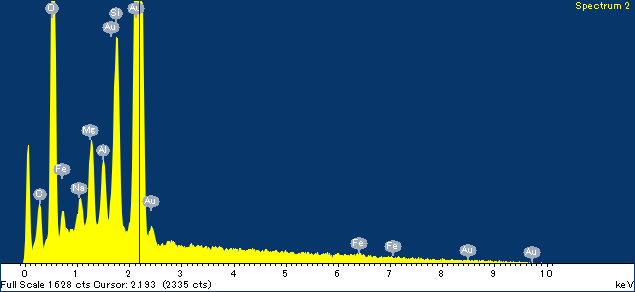 Spectrum 2
O Si Au
Au
Mg
Al
Fe
Na
Au
Fe Fe Au Au
0 1 2 3 4 5 6 7 8 9 10
Full Scale 1628 cts Cursor: 2.193 (2335 cts) keV